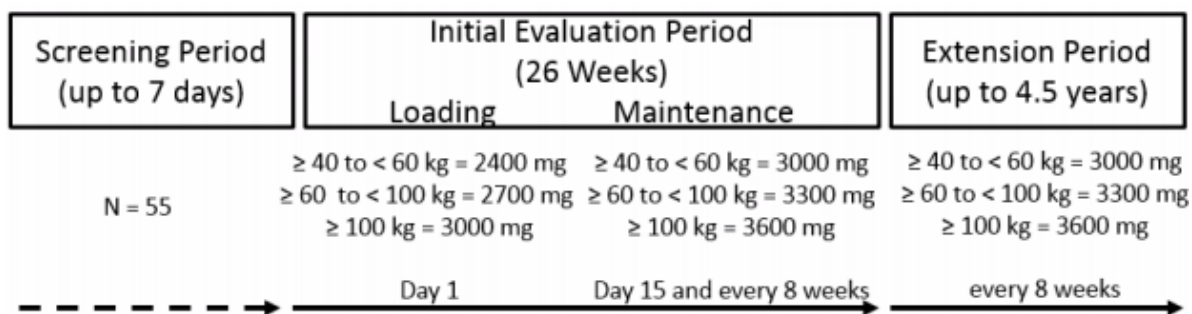 Screening Period
(up to 7 days)
Initial Evaluation Period
(26 Weeks)
Loading Maintenance
Extension Period
(up to 4.5 years)
N = 55
≥ 40 to < 60 kg = 2400 mg
≥ 60 to < 100 kg = 2700 mg
≥ 100 kg = 3000 mg
≥ 40 to < 60 kg = 3000 mg
≥ 60 to < 100 kg = 3300 mg
≥ 100 kg = 3600 mg
≥ 40 to < 60 kg = 3000 mg
≥ 60 to < 100 kg = 3300 mg
≥ 100 kg = 3600 mg
Day 1
Day 15 and every 8 weeks
every 8 weeks